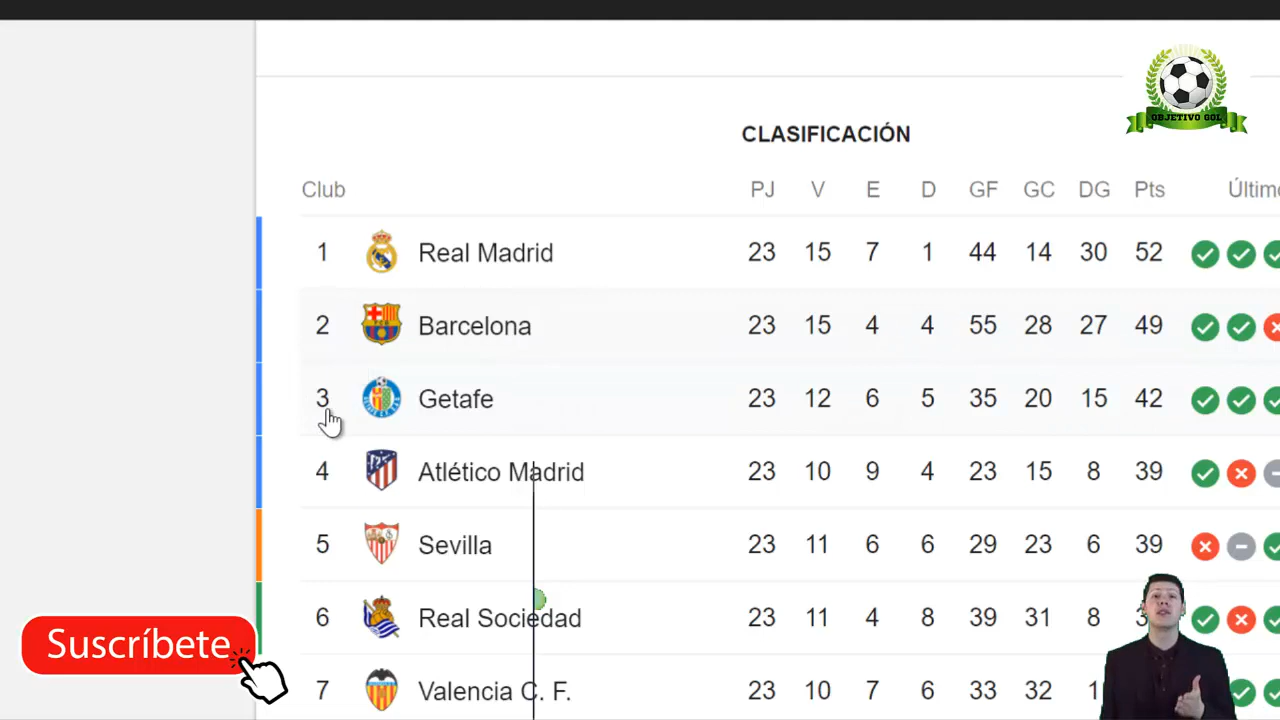 OBJETIVO GOL
CLASIFICACIÓN
Club PJ V E D GF GC DG Pts Último
1 Real Madrid 23 15 7 1 44 14 30 52
2 Barcelona 23 15 4 4 55 28 27 49
3 Getafe 23 12 6 5 35 20 15 42
4 Atlético Madrid 23 10 9 4 23 15 8 39
5 Sevilla 23 11 6 6 29 23 6 39
6 Real Sociedad 23 11 4 8 39 31 8
7 Valencia C. F. 23 10 7 6 33 32 1
Suscríbete